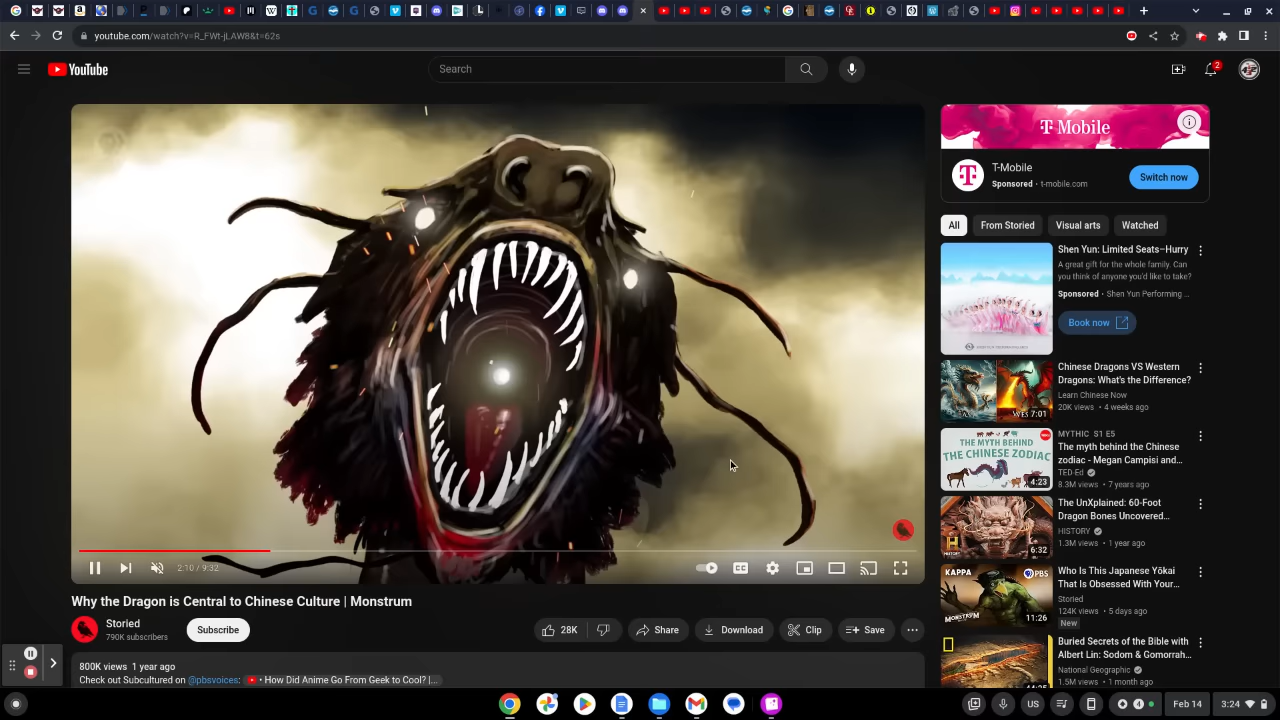 youtube.com/watch?v=R_FWt-jLAW8&t=62s
YouTube
Search
2
T Mobile
T-Mobile
Sponsored • t-mobile.com
Switch now
All
From Storied
Visual arts
Watched
Shen Yun: Limited Seats–Hurry
A great gift for the whole family. Can
you think of anyone you'd like to take?
Sponsored • Shen Yun Performing ...
Book now
Chinese Dragons VS Western
Dragons: What's the Difference?
Learn Chinese Now
20K views • 4 weeks ago
7:01
MYTHIC S1 E5
The myth behind the Chinese
zodiac - Megan Campisi and...
TED-Ed
8.3M views • 7 years ago
THE MYTH BEHIND
THE CHINESE ZODIAC
4:23
The UnXplained: 60-Foot
Dragon Bones Uncovered...
HISTORY
1.3M views • 1 year ago
6:32
Who Is This Japanese Yōkai
That Is Obsessed With Your...
Storied
124K views • 5 days ago
New
KAPPA
PBS
MONSTRUM
11:26
Buried Secrets of the Bible with
Albert Lin: Sodom & Gomorrah...
National Geographic
1.5M views • 1 month ago
2:10 / 9:32
CC
Why the Dragon is Central to Chinese Culture | Monstrum
Storied
790K subscribers
Subscribe
28K
Share
Download
Clip
Save
800K views 1 year ago
Check out Subcultured on @pbsvoices: • How Did Anime Go From Geek to Cool? |...
US
4
Feb 14
3:24